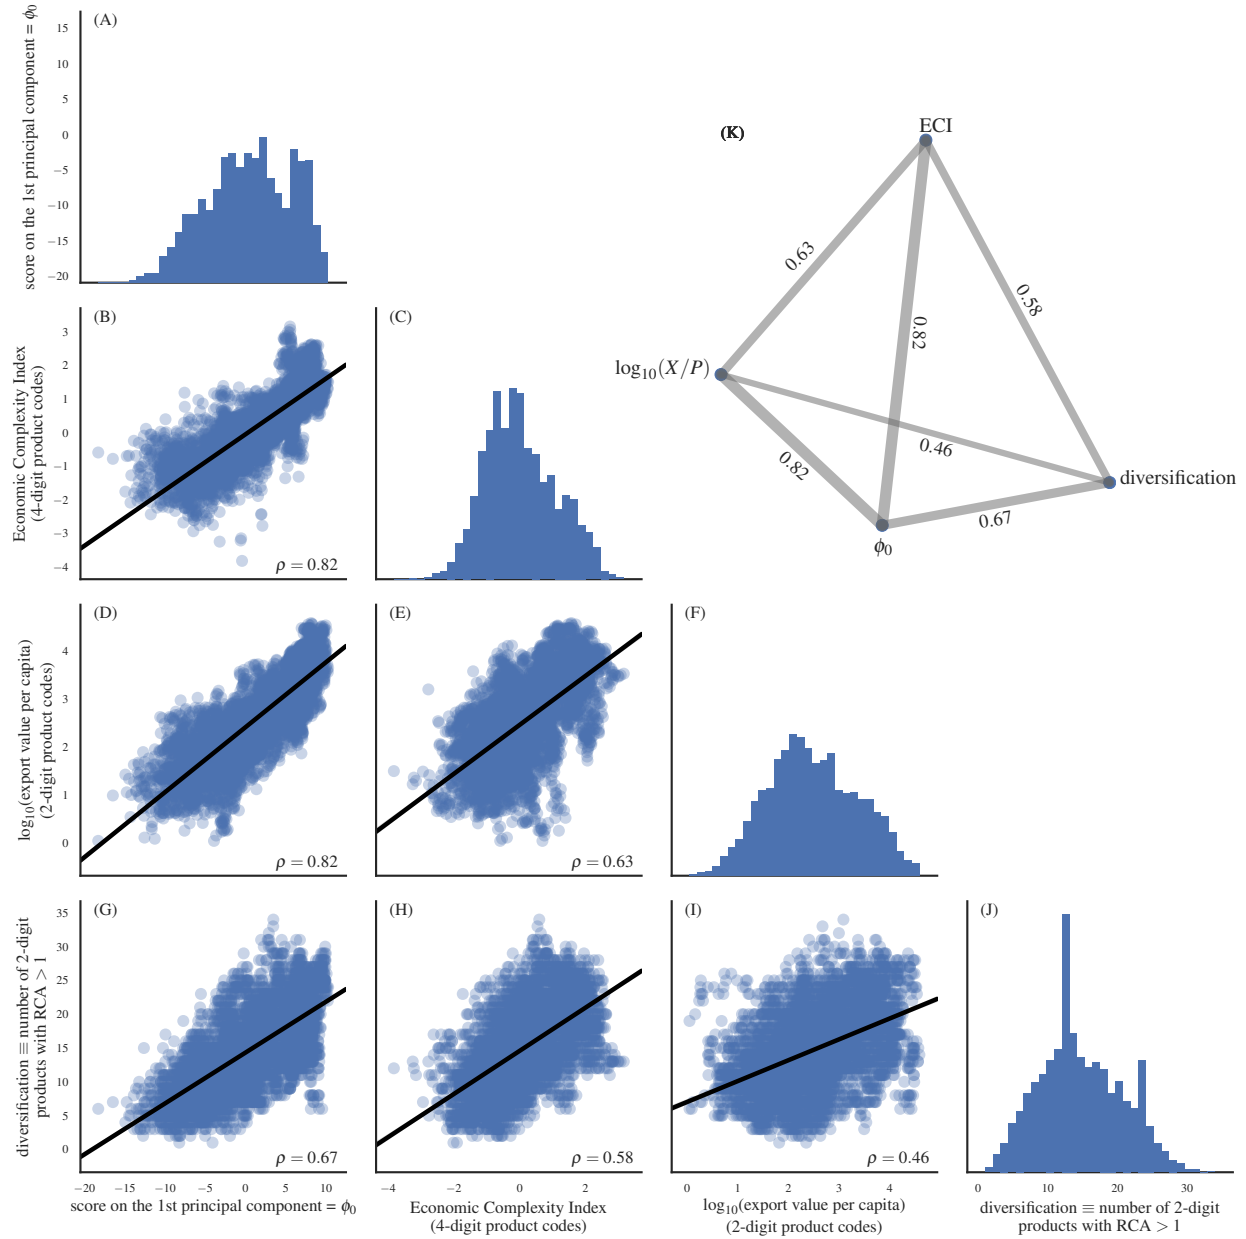 (A)
score on the 1st principal component = ϕ0
15
10
5
0
−5
−10
−15
−20
(K)
ECI
0.63
0.58
0.82
log10(X/P)
0.46
0.82
diversification
0.67
ϕ0
(B)
Economic Complexity Index
(4-digit product codes)
3
2
1
0
−1
−2
−3
−4
ρ = 0.82
(C)
(D)
log10(export value per capita)
(2-digit product codes)
4
3
2
1
0
ρ = 0.82
(E)
ρ = 0.63
(F)
(G)
diversification ≡ number of 2-digit
products with RCA > 1
35
30
25
20
15
10
5
0
ρ = 0.67
−20 −15 −10 −5 0 5 10
score on the 1st principal component = ϕ0
(H)
ρ = 0.58
−4 −2 0 2
Economic Complexity Index
(4-digit product codes)
(I)
ρ = 0.46
0 1 2 3 4
log10(export value per capita)
(2-digit product codes)
(J)
0 10 20 30
diversification ≡ number of 2-digit
products with RCA > 1